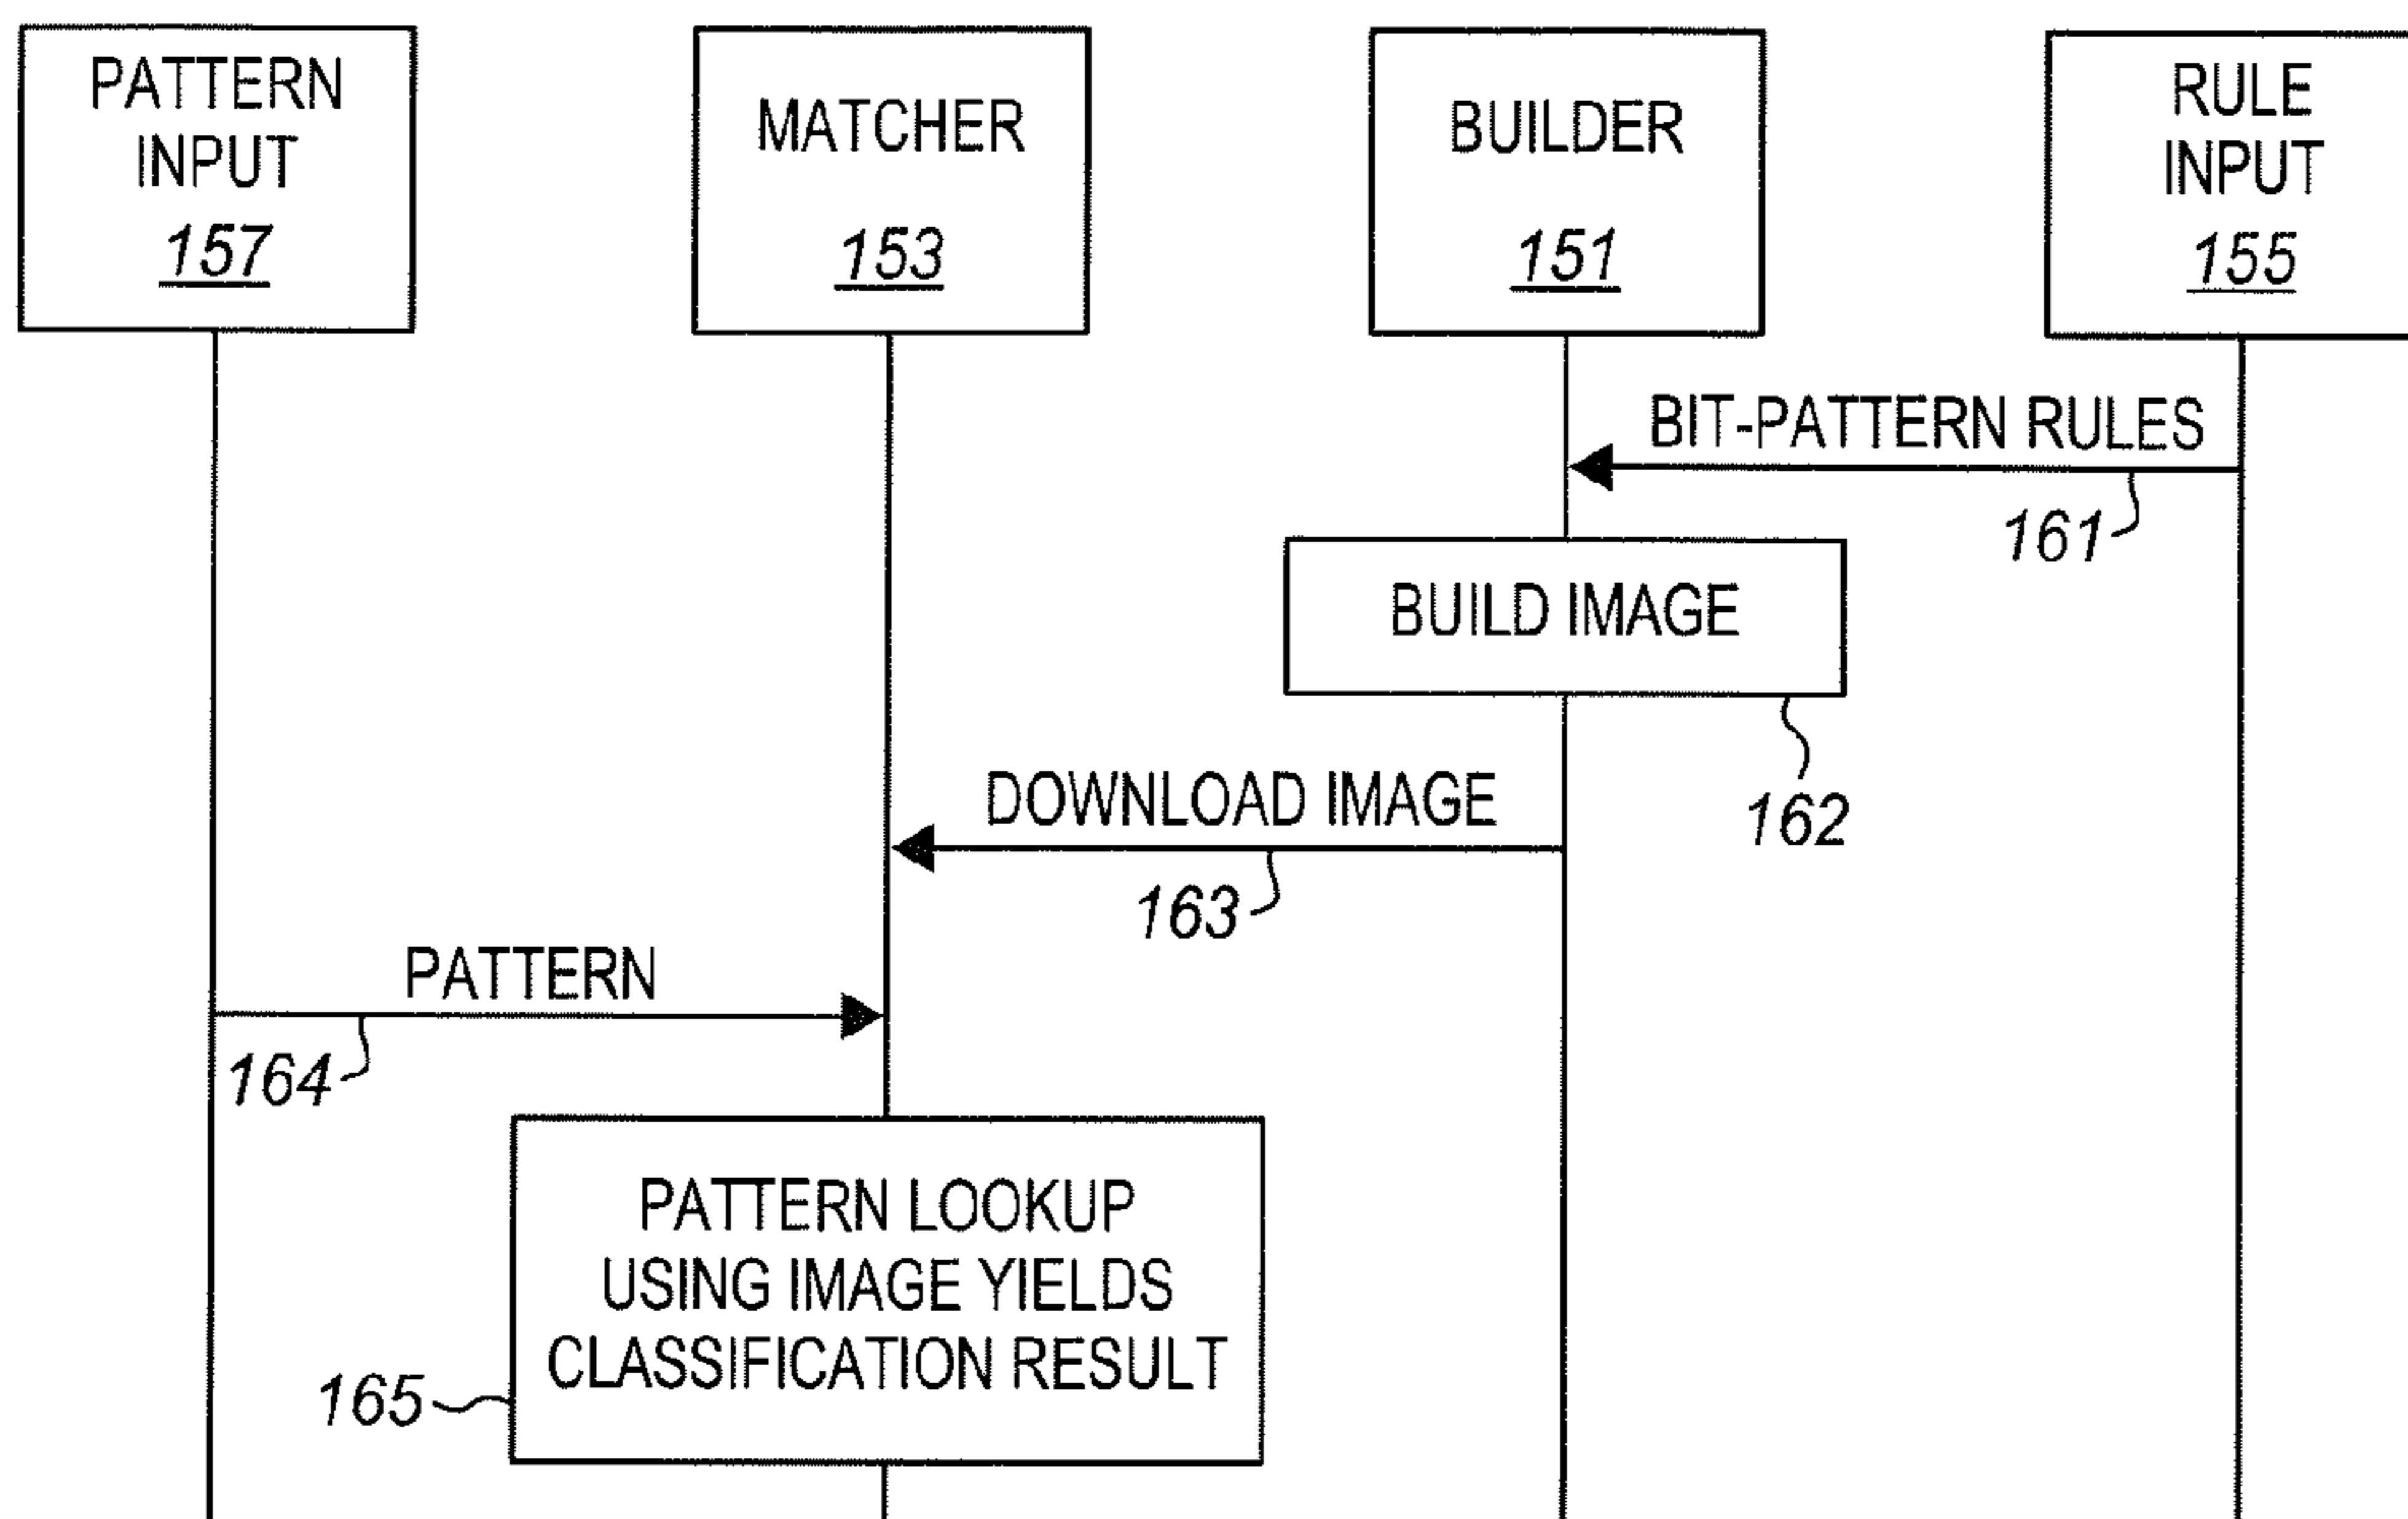 PATTERN
INPUT
157
MATCHER
153
BUILDER
151
RULE
INPUT
155
BIT-PATTERN RULES
161
BUILD IMAGE
162
DOWNLOAD IMAGE
163
PATTERN
164
PATTERN LOOKUP
USING IMAGE YIELDS
CLASSIFICATION RESULT
165